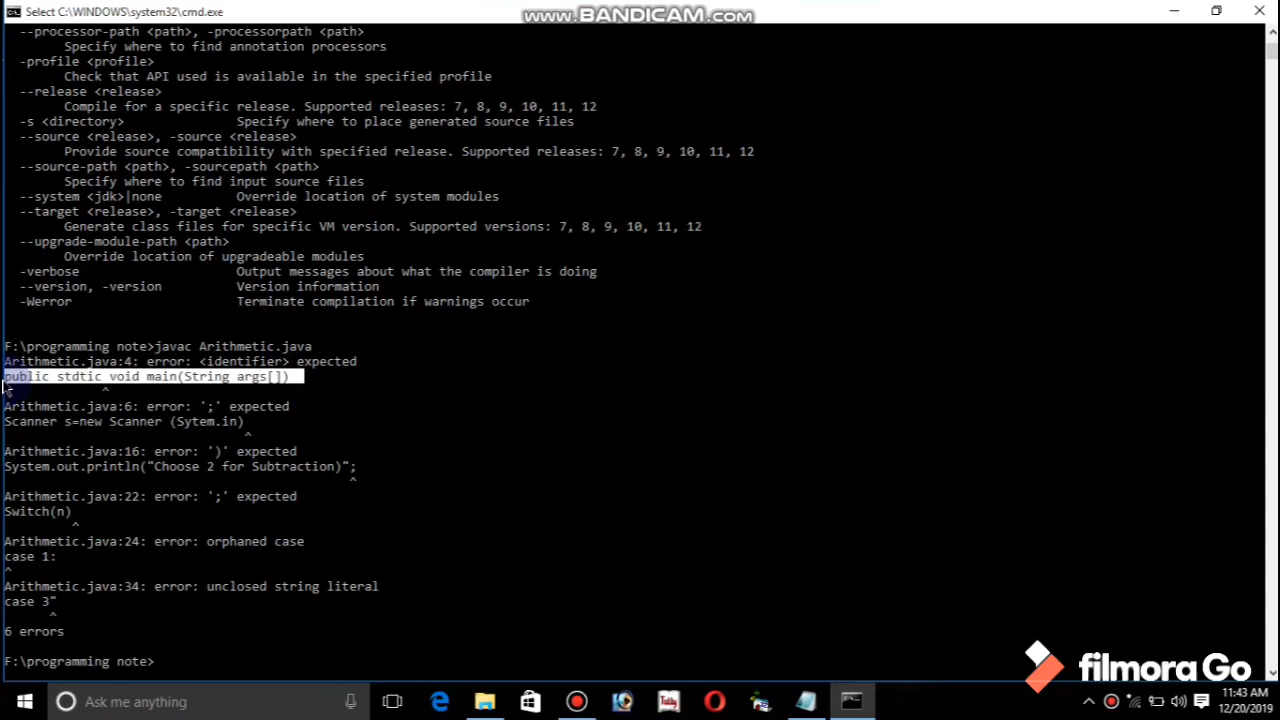 Select C:\WINDOWS\system32\cmd.exe
www.BANDICAM.com
--processor-path <path>, -processorpath <path>
Specify where to find annotation processors
-profile <profile>
Check that API used is available in the specified profile
--release <release>
Compile for a specific release. Supported releases: 7, 8, 9, 10, 11, 12
-s <directory> Specify where to place generated source files
--source <release>, -source <release>
Provide source compatibility with specified release. Supported releases: 7, 8, 9, 10, 11, 12
--source-path <path>, -sourcepath <path>
Specify where to find input source files
--system <jdk>|none Override location of system modules
--target <release>, -target <release>
Generate class files for specific VM version. Supported versions: 7, 8, 9, 10, 11, 12
--upgrade-module-path <path>
Override location of upgradeable modules
-verbose Output messages about what the compiler is doing
--version, -version Version information
-Werror Terminate compilation if warnings occur
F:\programming note>javac Arithmetic.java
Arithmetic.java:4: error: <identifier> expected
public stdtic void main(String args[])
^
Arithmetic.java:6: error: ';' expected
Scanner s=new Scanner (Sytem.in)
^
Arithmetic.java:16: error: ')' expected
System.out.println("Choose 2 for Subtraction)";
^
Arithmetic.java:22: error: ';' expected
Switch(n)
^
Arithmetic.java:24: error: orphaned case
case 1:
^
Arithmetic.java:34: error: unclosed string literal
case 3"
^
6 errors
F:\programming note>
filmora Go
Ask me anything
Tally
11:43 AM
12/20/2019